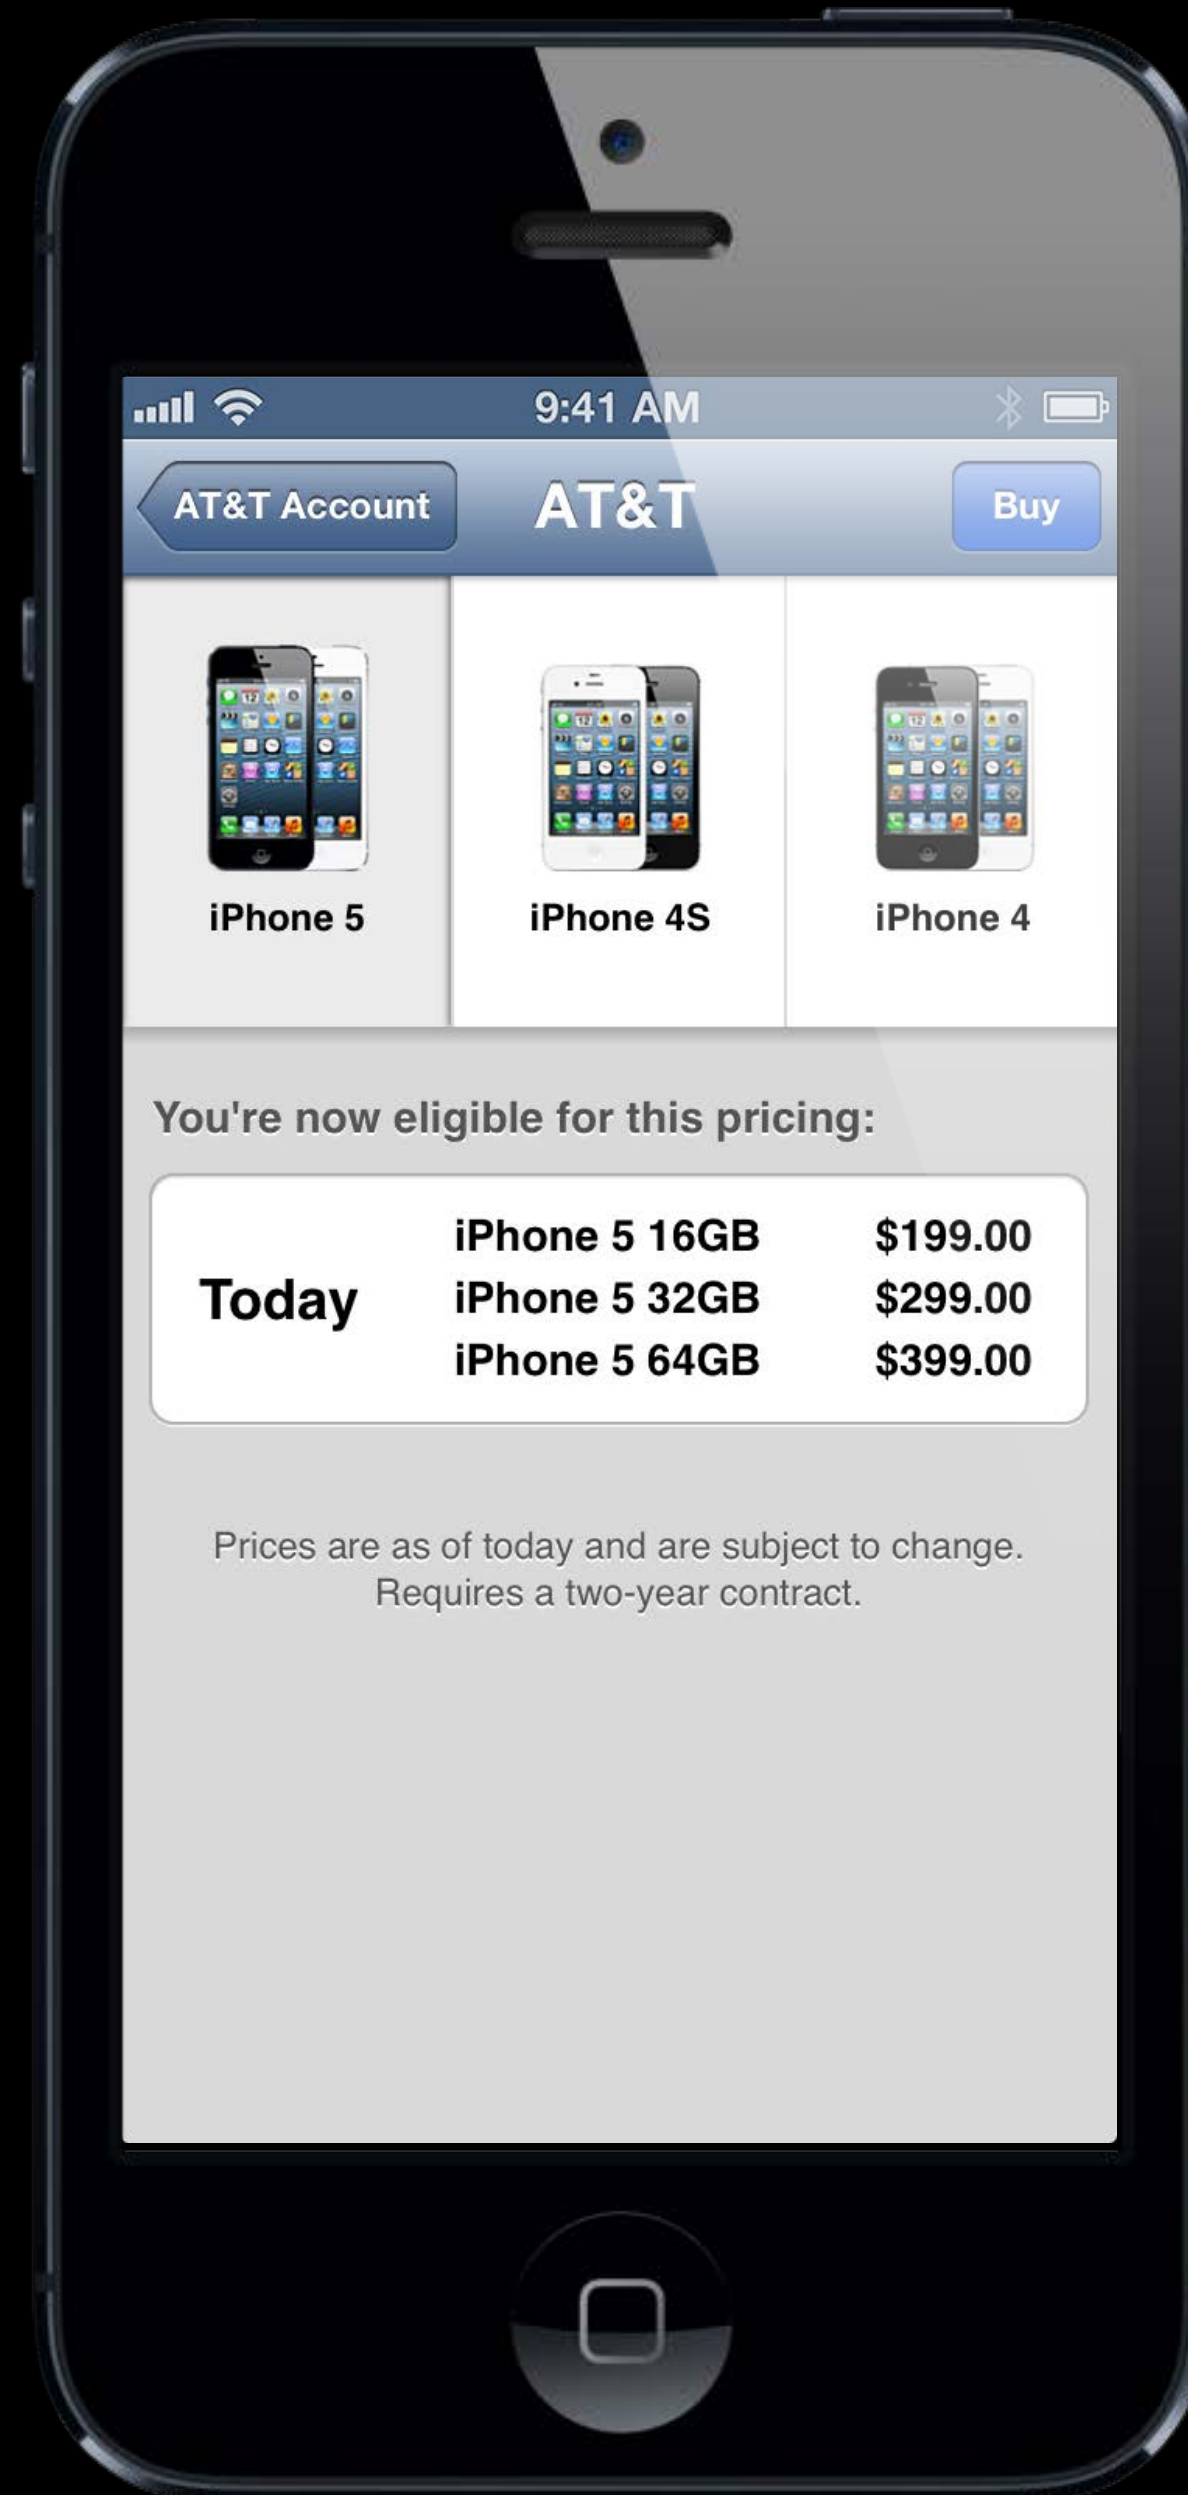 9:41 AM
AT&T Account
AT&T
Buy
iPhone 5
iPhone 4S
iPhone 4
You're now eligible for this pricing:
Today
iPhone 5 16GB $199.00
iPhone 5 32GB $299.00
iPhone 5 64GB $399.00
Prices are as of today and are subject to change.
Requires a two-year contract.